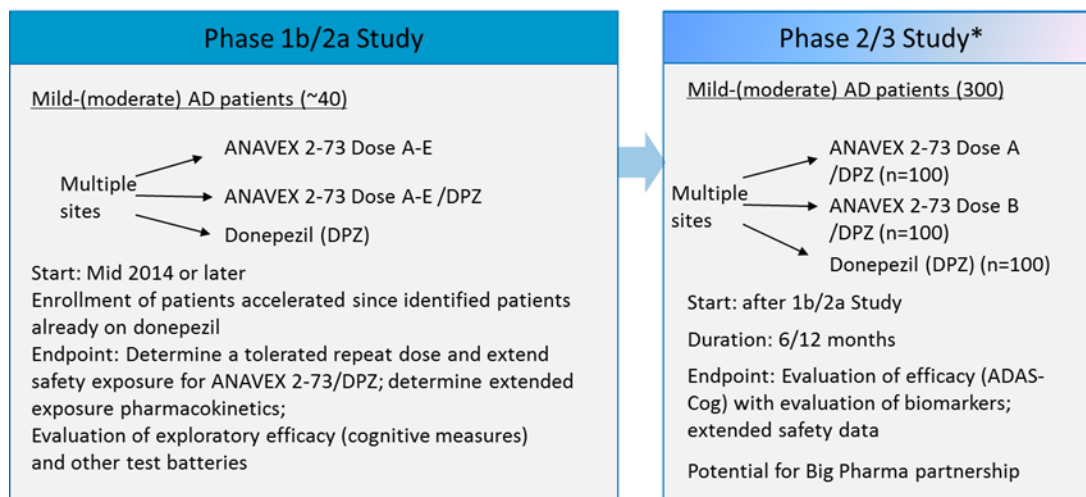 Phase 1b/2a Study
Mild-(moderate) AD patients (~40)
Multiple
sites
ANAVEX 2-73 Dose A-E
ANAVEX 2-73 Dose A-E /DPZ
Donepezil (DPZ)
Start: Mid 2014 or later
Enrollment of patients accelerated since identified patients
already on donepezil
Endpoint: Determine a tolerated repeat dose and extend
safety exposure for ANAVEX 2-73/DPZ; determine extended
exposure pharmacokinetics;
Evaluation of exploratory efficacy (cognitive measures)
and other test batteries
Phase 2/3 Study*
Mild-(moderate) AD patients (300)
Multiple
sites
ANAVEX 2-73 Dose A
/DPZ (n=100)
ANAVEX 2-73 Dose B
/DPZ (n=100)
Donepezil (DPZ) (n=100)
Start: after 1b/2a Study
Duration: 6/12 months
Endpoint: Evaluation of efficacy (ADAS-
Cog) with evaluation of biomarkers;
extended safety data
Potential for Big Pharma partnership